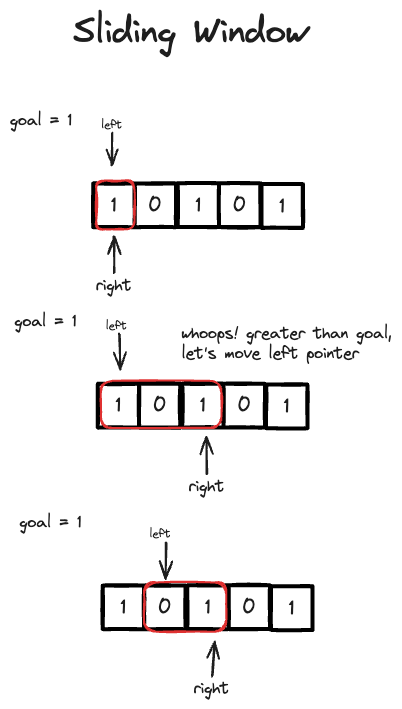 Sliding Window
goal = 1
left
1 0 1 0 1
right
goal = 1
left
whoops! greater than goal,
let's move left pointer
1 0 1 0 1
right
goal = 1
left
1 0 1 0 1
right